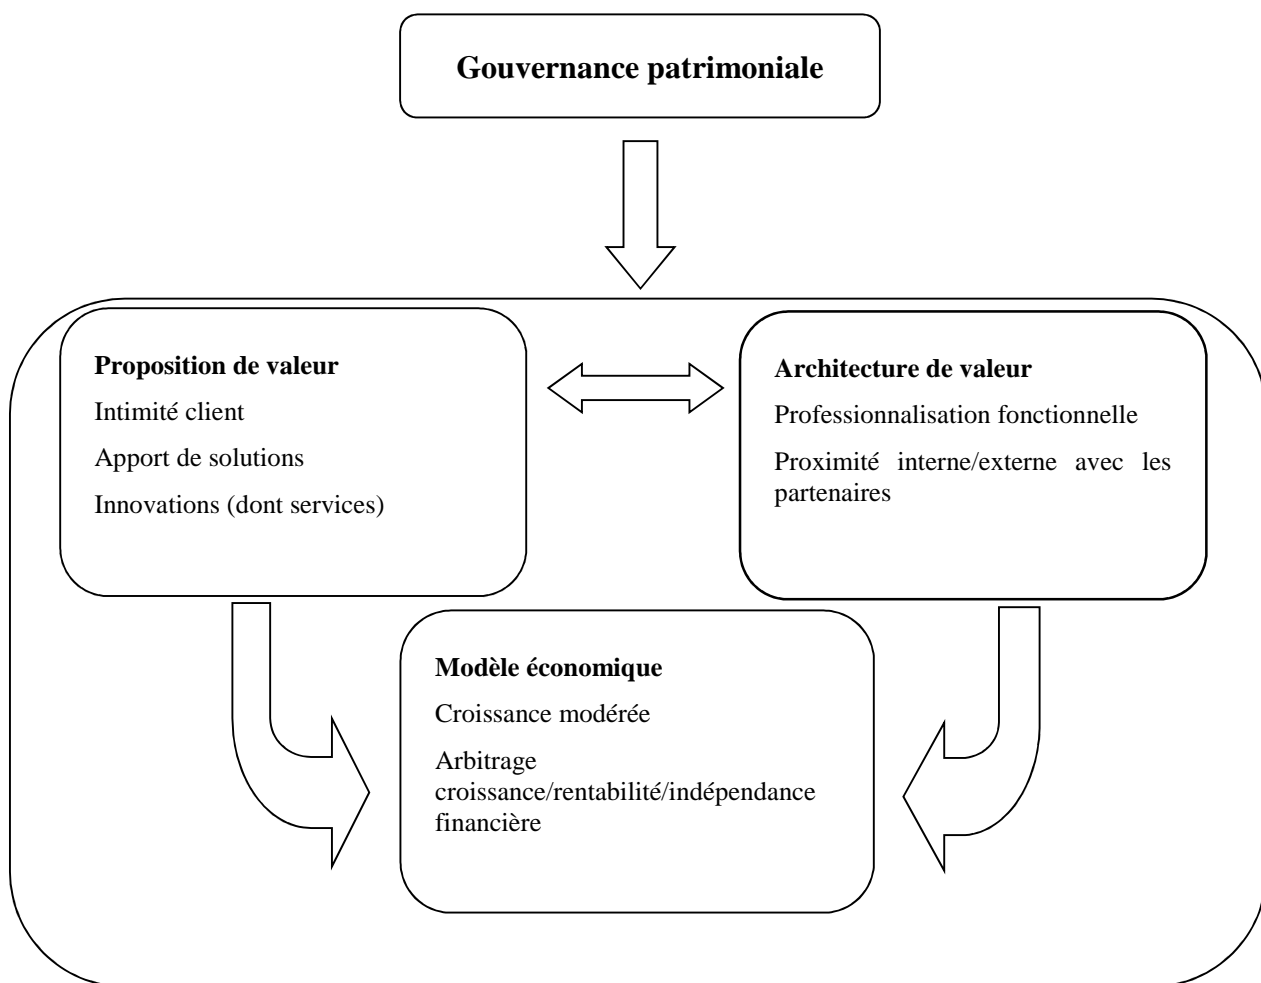 Gouvernance patrimoniale
Proposition de valeur
Intimité client
Apport de solutions
Innovations (dont services)
Architecture de valeur
Professionnalisation fonctionnelle
Proximité interne/externe avec les
partenaires
Modèle économique
Croissance modérée
Arbitrage
croissance/rentabilité/indépendance
financière